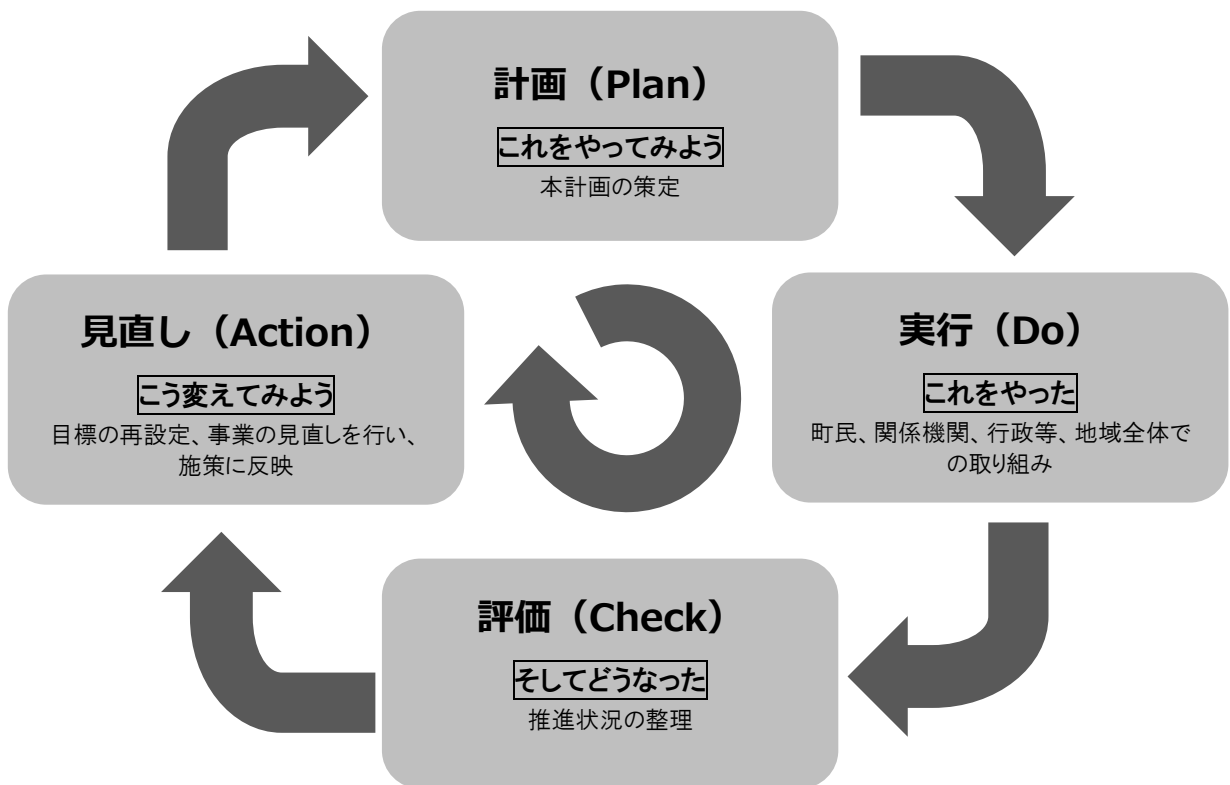 計画（Plan）
これをやってみよう
本計画の策定
実行（Do）
これをやった
町民、関係機関、行政等、地域全体で
の取り組み
評価（Check）
そしてどうなった
推進状況の整理
見直し（Action）
こう変えてみよう
目標の再設定、事業の見直しを行い、
施策に反映